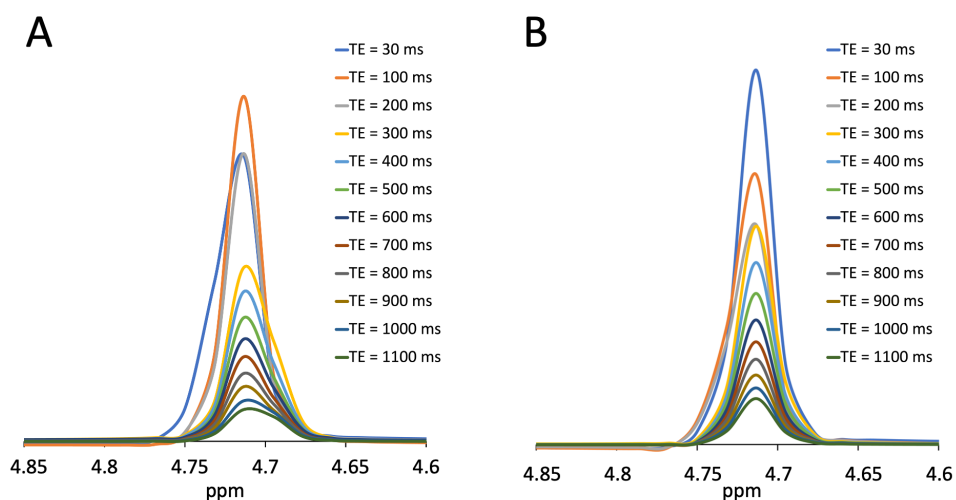 A
TE = 30 ms
TE = 100 ms
TE = 200 ms
TE = 300 ms
TE = 400 ms
TE = 500 ms
TE = 600 ms
TE = 700 ms
TE = 800 ms
TE = 900 ms
TE = 1000 ms
TE = 1100 ms
4.85 4.8 4.75 4.7 4.65 4.6
ppm
B
TE = 30 ms
TE = 100 ms
TE = 200 ms
TE = 300 ms
TE = 400 ms
TE = 500 ms
TE = 600 ms
TE = 700 ms
TE = 800 ms
TE = 900 ms
TE = 1000 ms
TE = 1100 ms
4.85 4.8 4.75 4.7 4.65 4.6
ppm